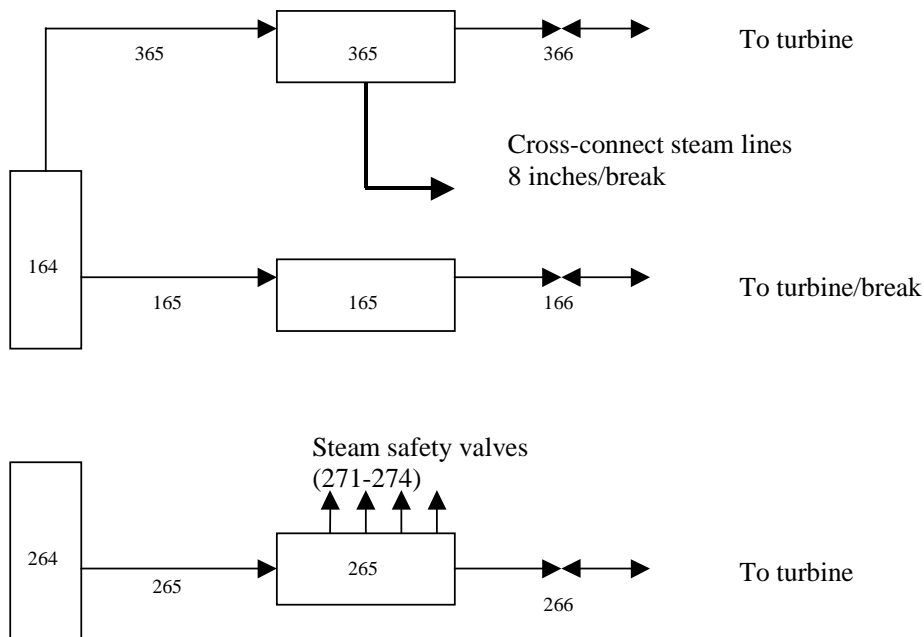 365
365
366
To turbine
Cross-connect steam lines
8 inches/break
164
165
165
166
To turbine/break
Steam safety valves
(271-274)
264
265
265
266
To turbine